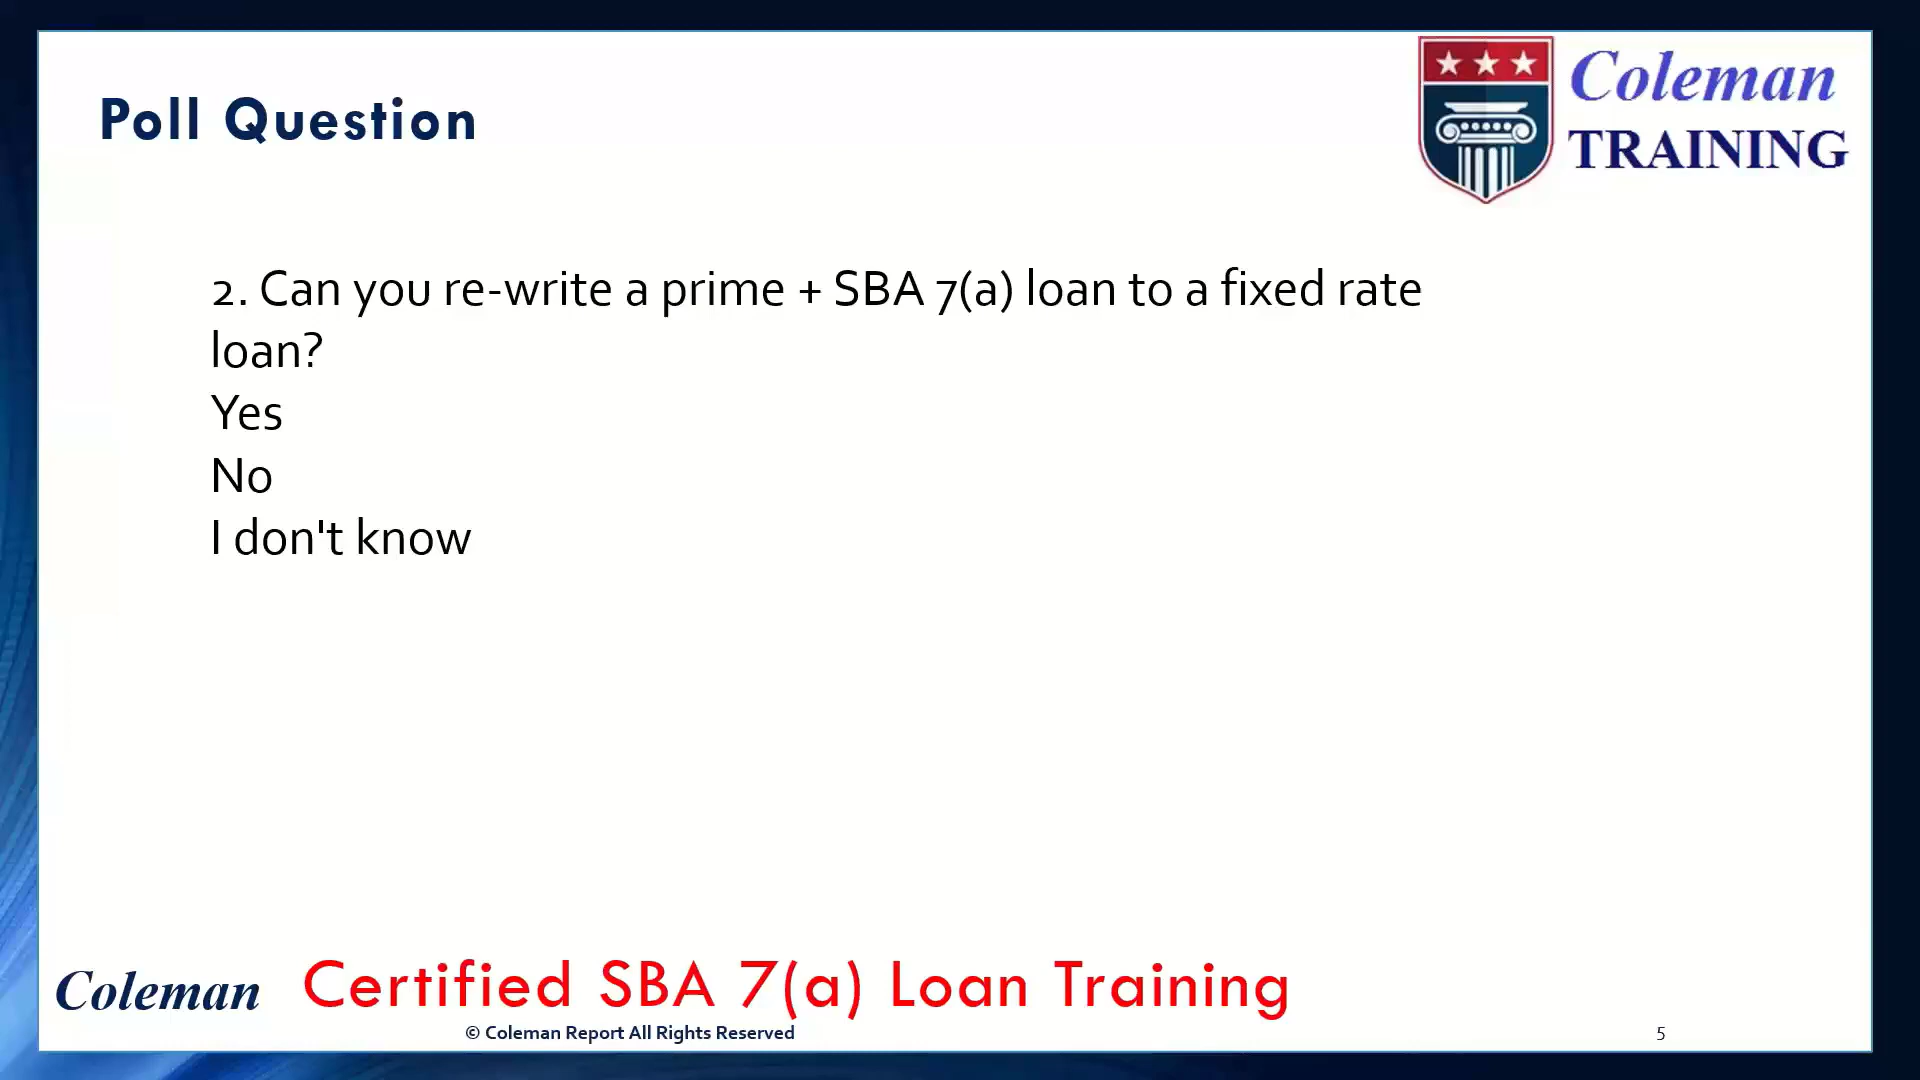 Poll Question
Coleman
TRAINING
2. Can you re-write a prime + SBA 7(a) loan to a fixed rate
loan?
Yes
No
I don't know
Coleman
Certified SBA 7(a) Loan Training
© Coleman Report All Rights Reserved
5